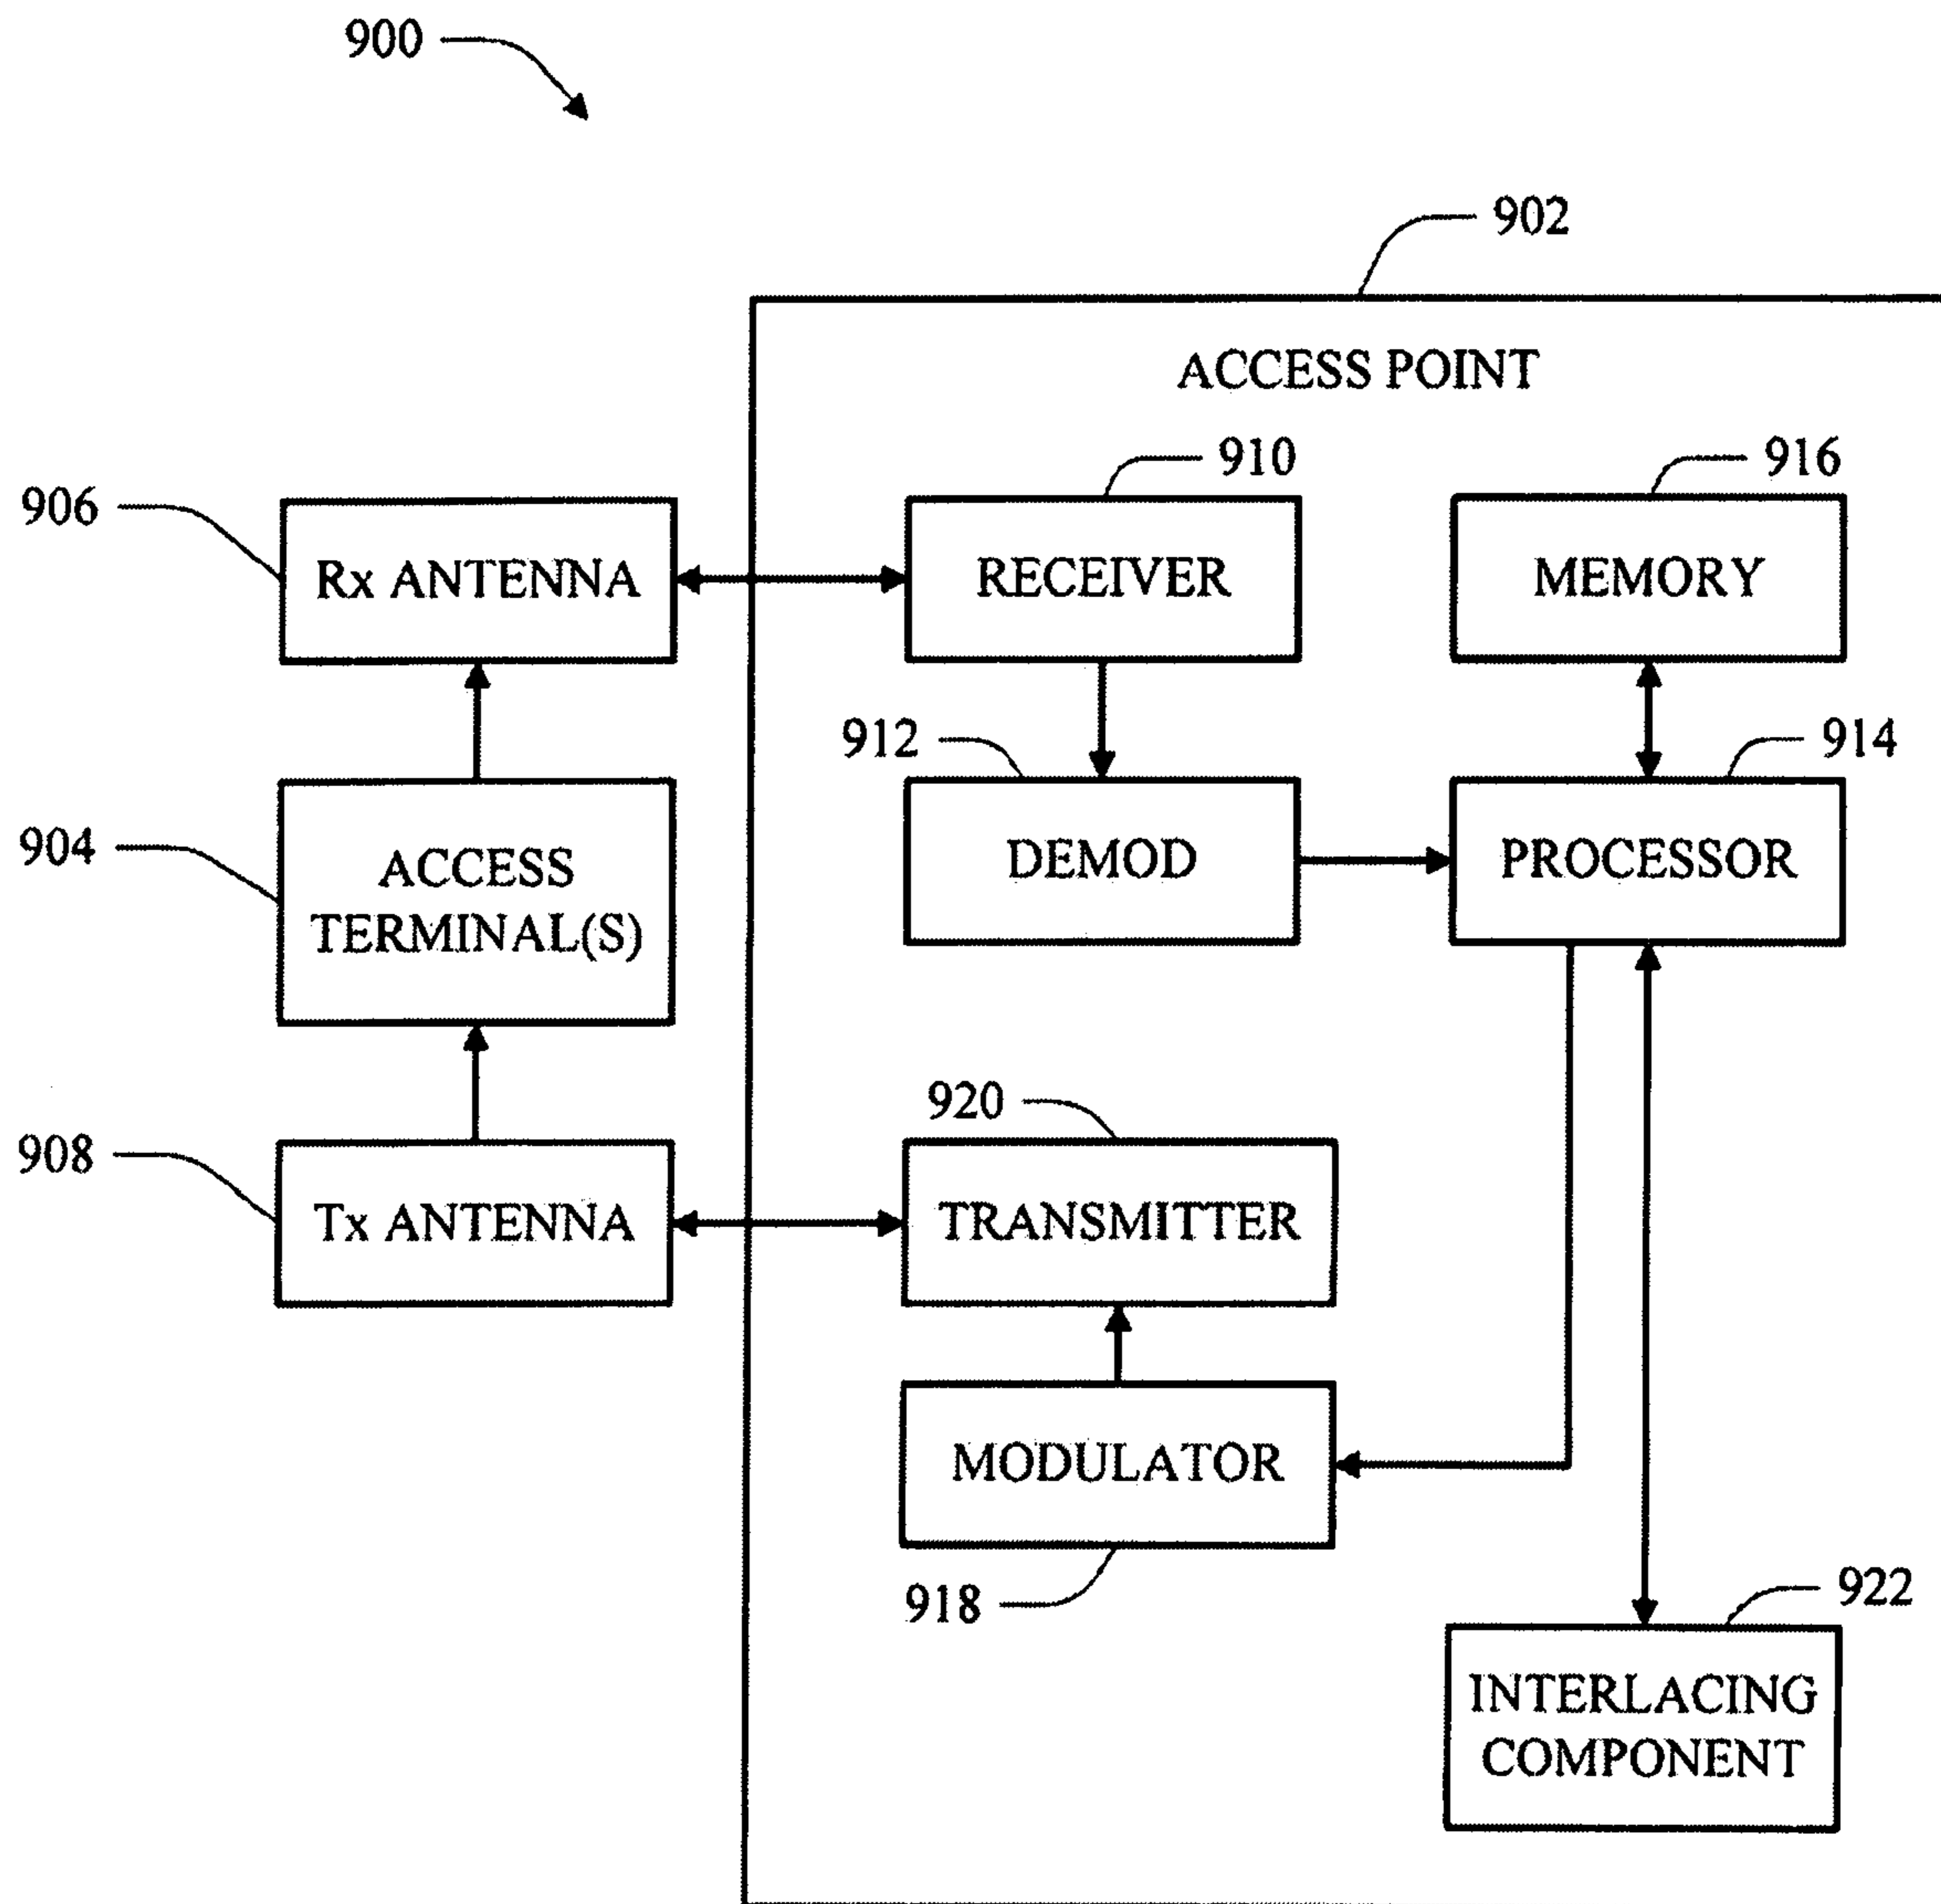 900
902
ACCESS POINT
910
916
906
Rx ANTENNA
RECEIVER
MEMORY
912
914
904
ACCESS
TERMINAL(S)
DEMOD
PROCESSOR
920
908
Tx ANTENNA
TRANSMITTER
MODULATOR
918
922
INTERLACING
COMPONENT